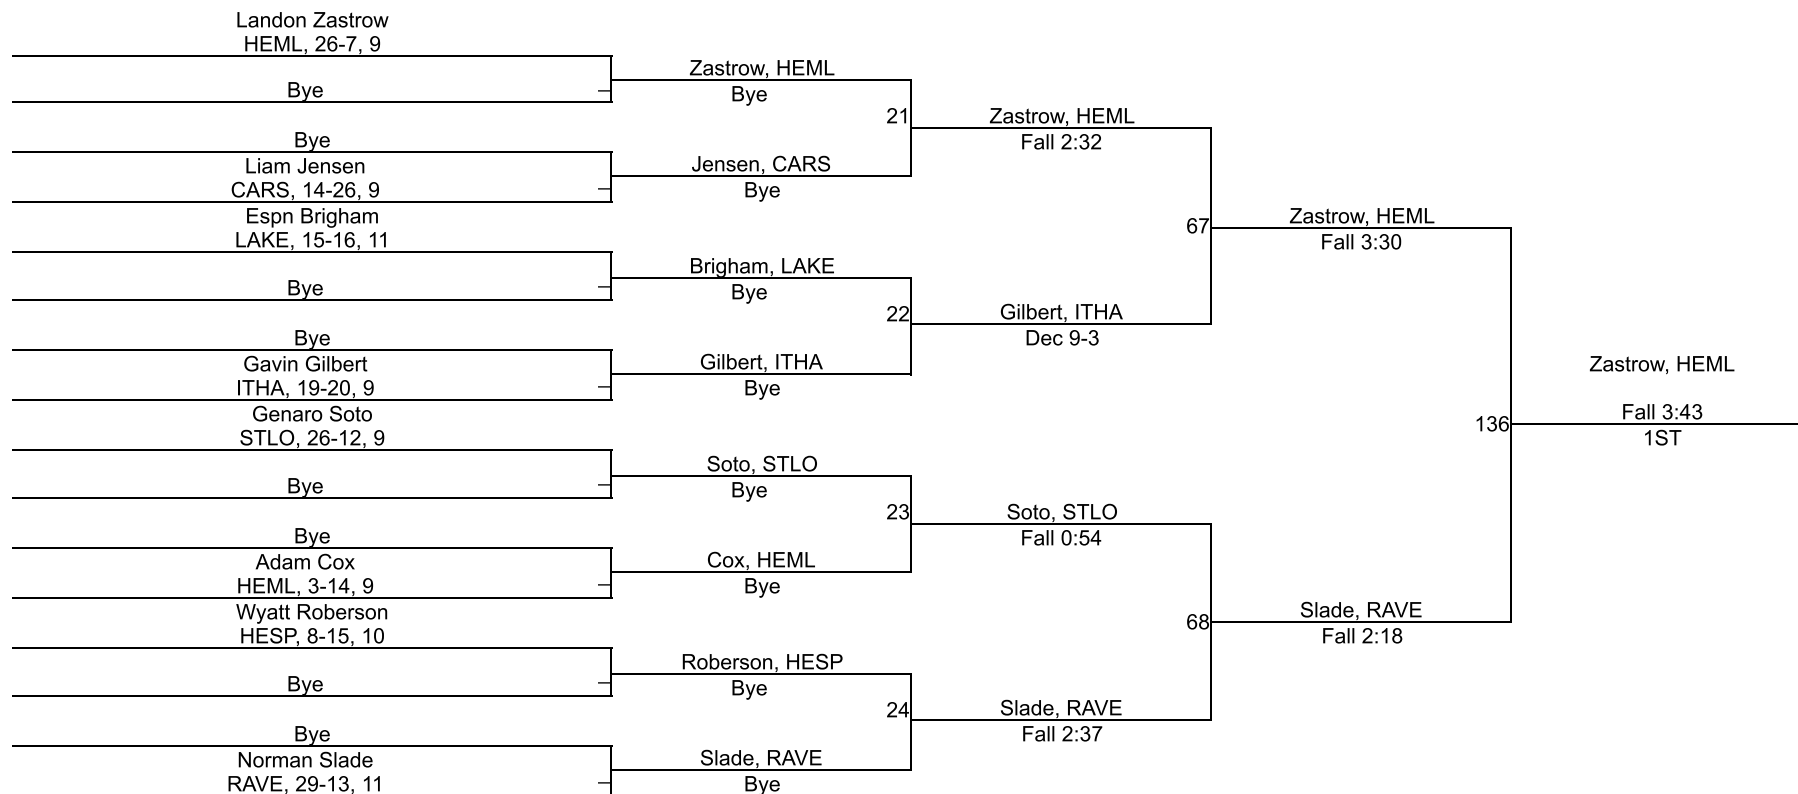 Landon Zastrow
HEML, 26-7, 9
Bye
Bye
Liam Jensen
CARS, 14-26, 9
Espn Brigham
LAKE, 15-16, 11
Bye
Bye
Gavin Gilbert
ITHA, 19-20, 9
Genaro Soto
STLO, 26-12, 9
Bye
Bye
Adam Cox
HEML, 3-14, 9
Wyatt Roberson
HESP, 8-15, 10
Bye
Bye
Norman Slade
RAVE, 29-13, 11
Zastrow, HEML
Bye
Jensen, CARS
Bye
Brigham, LAKE
Bye
Gilbert, ITHA
Bye
Soto, STLO
Bye
Cox, HEML
Bye
Roberson, HESP
Bye
Slade, RAVE
Bye
21
22
23
24
Zastrow, HEML
Fall 2:32
Gilbert, ITHA
Dec 9-3
Soto, STLO
Fall 0:54
Slade, RAVE
Fall 2:37
67
68
Zastrow, HEML
Fall 3:30
Slade, RAVE
Fall 2:18
136
Zastrow, HEML
Fall 3:43
1ST